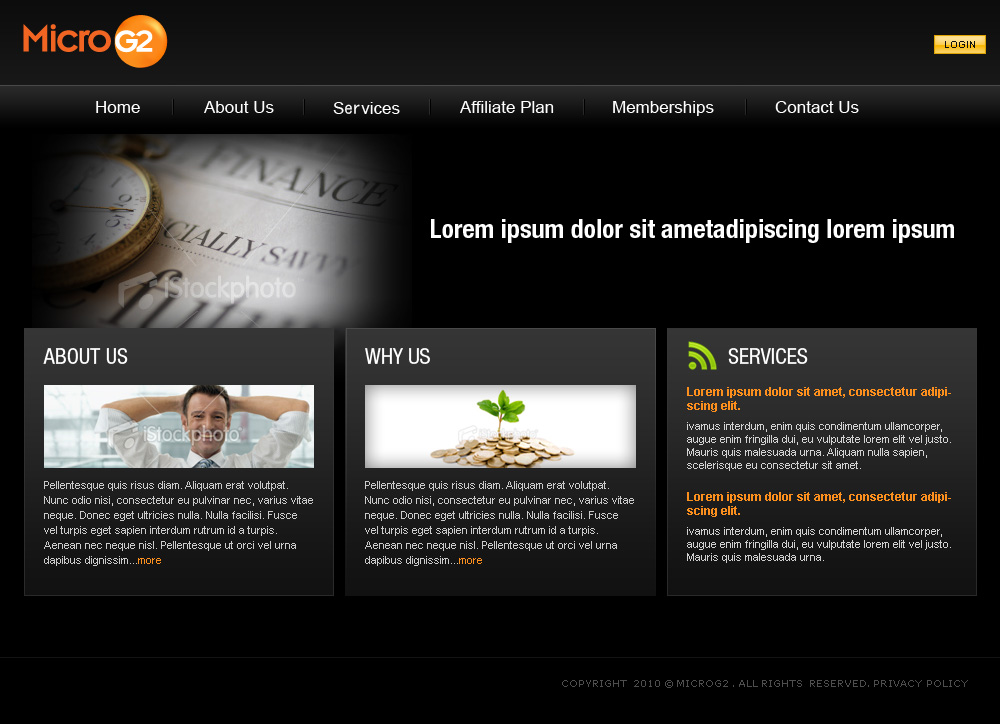 Micro G2
LOGIN
Home
About Us
Services
Affiliate Plan
Memberships
Contact Us
FINANCE
CIALLY SAVVY
iStockphoto
Lorem ipsum dolor sit ametadipiscing lorem ipsum
ABOUT US
iStockphoto
Pellentesque quis risus diam. Aliquam erat volutpat.
Nunc odio nisi, consectetur eu pulvinar nec, varius vitae
neque. Donec eget ultricies nulla. Nulla facilisi. Fusce
vel turpis eget sapien interdum rutrum id a turpis.
Aenean nec neque nisl. Pellentesque ut orci vel urna
dapibus dignissim...more
WHY US
iStockphoto
Pellentesque quis risus diam. Aliquam erat volutpat.
Nunc odio nisi, consectetur eu pulvinar nec, varius vitae
neque. Donec eget ultricies nulla. Nulla facilisi. Fusce
vel turpis eget sapien interdum rutrum id a turpis.
Aenean nec neque nisl. Pellentesque ut orci vel urna
dapibus dignissim...more
SERVICES
Lorem ipsum dolor sit amet, consectetur adipi-
scing elit.
ivamus interdum, enim quis condimentum ullamcorper,
augue enim fringilla dui, eu vulputate lorem elit vel justo.
Mauris quis malesuada urna. Aliquam nulla sapien,
scelerisque eu consectetur sit amet.
Lorem ipsum dolor sit amet, consectetur adipi-
scing elit.
ivamus interdum, enim quis condimentum ullamcorper,
augue enim fringilla dui, eu vulputate lorem elit vel justo.
Mauris quis malesuada urna.
COPYRIGHT 2010 © MICROG2 . ALL RIGHTS RESERVED. PRIVACY POLICY